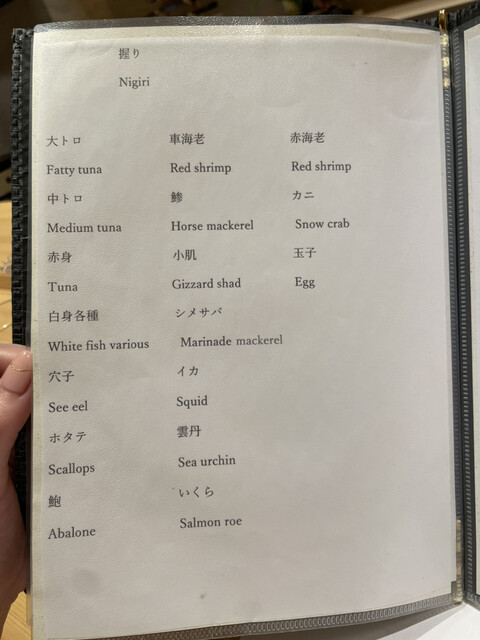 握り
Nigiri
大トロ
Fatty tuna
中トロ
Medium tuna
赤身
Tuna
白身各種
White fish various
穴子
See eel
ホタテ
Scallops
鮑
Abalone
車海老
Red shrimp
鯵
Horse mackerel
小肌
Gizzard shad
シメサバ
Marinade mackerel
イカ
Squid
雲丹
Sea urchin
いくら
Salmon roe
赤海老
Red shrimp
カニ
Snow crab
玉子
Egg